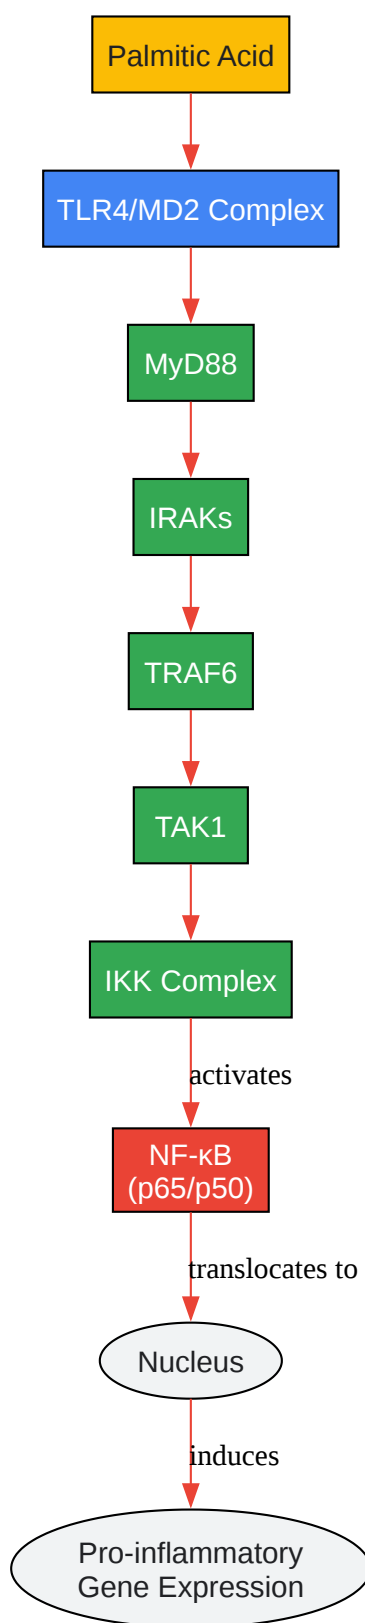 Palmitic Acid
TLR4/MD2 Complex
MyD88
IRAKs
TRAF6
TAK1
IKK Complex
activates
NF-κB
(p65/p50)
translocates to
Nucleus
induces
Pro-inflammatory
Gene Expression